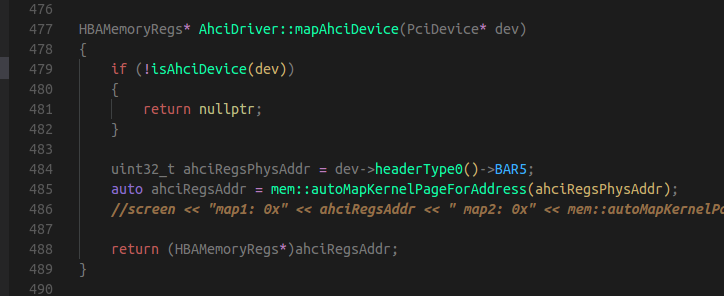 476
477 HBAMemoryRegs* AhciDriver::mapAhciDevice(PciDevice* dev)
478 {
479 if (!isAhciDevice(dev))
480 {
481 return nullptr;
482 }
483
484 uint32_t ahciRegsPhysAddr = dev->headerType0()->BAR5;
485 auto ahciRegsAddr = mem::autoMapKernelPageForAddress(ahciRegsPhysAddr);
486 //screen << "map1: 0x" << ahciRegsAddr << " map2: 0x" << mem::autoMapKernelPa
487
488 return (HBAMemoryRegs*)ahciRegsAddr;
489 }
490